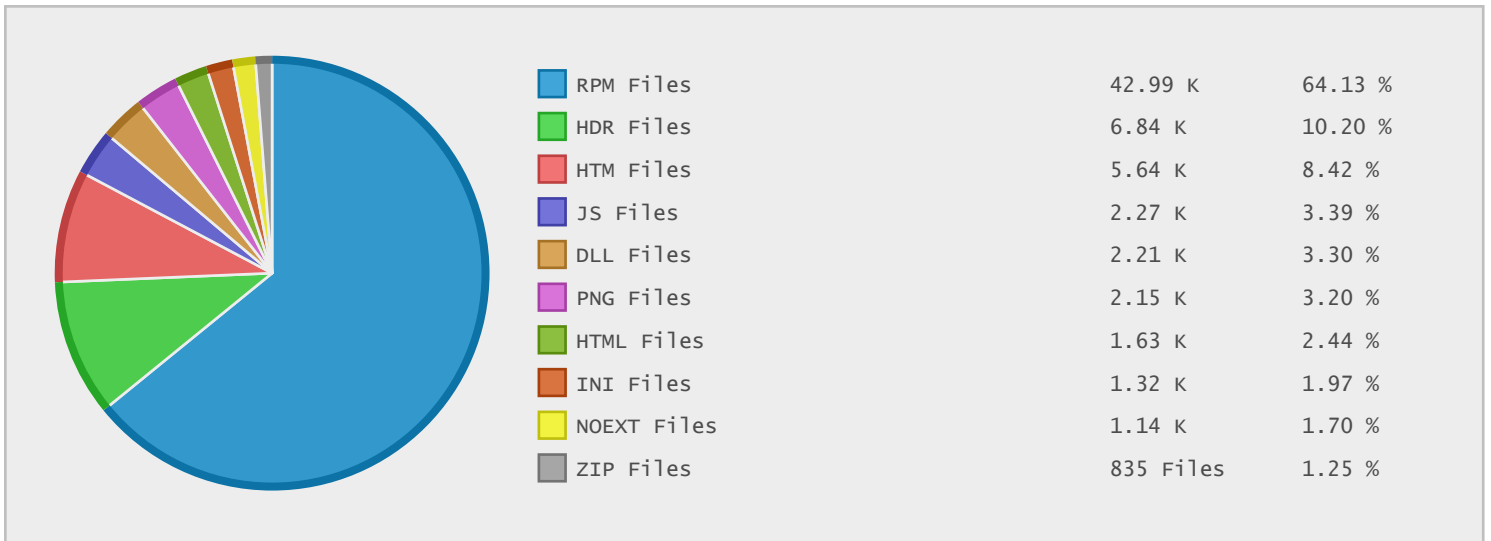 RPM Files 42.99 K 64.13 %
HDR Files 6.84 K 10.20 %
HTM Files 5.64 K 8.42 %
JS Files 2.27 K 3.39 %
DLL Files 2.21 K 3.30 %
PNG Files 2.15 K 3.20 %
HTML Files 1.63 K 2.44 %
INI Files 1.32 K 1.97 %
NOEXT Files 1.14 K 1.70 %
ZIP Files 835 Files 1.25 %